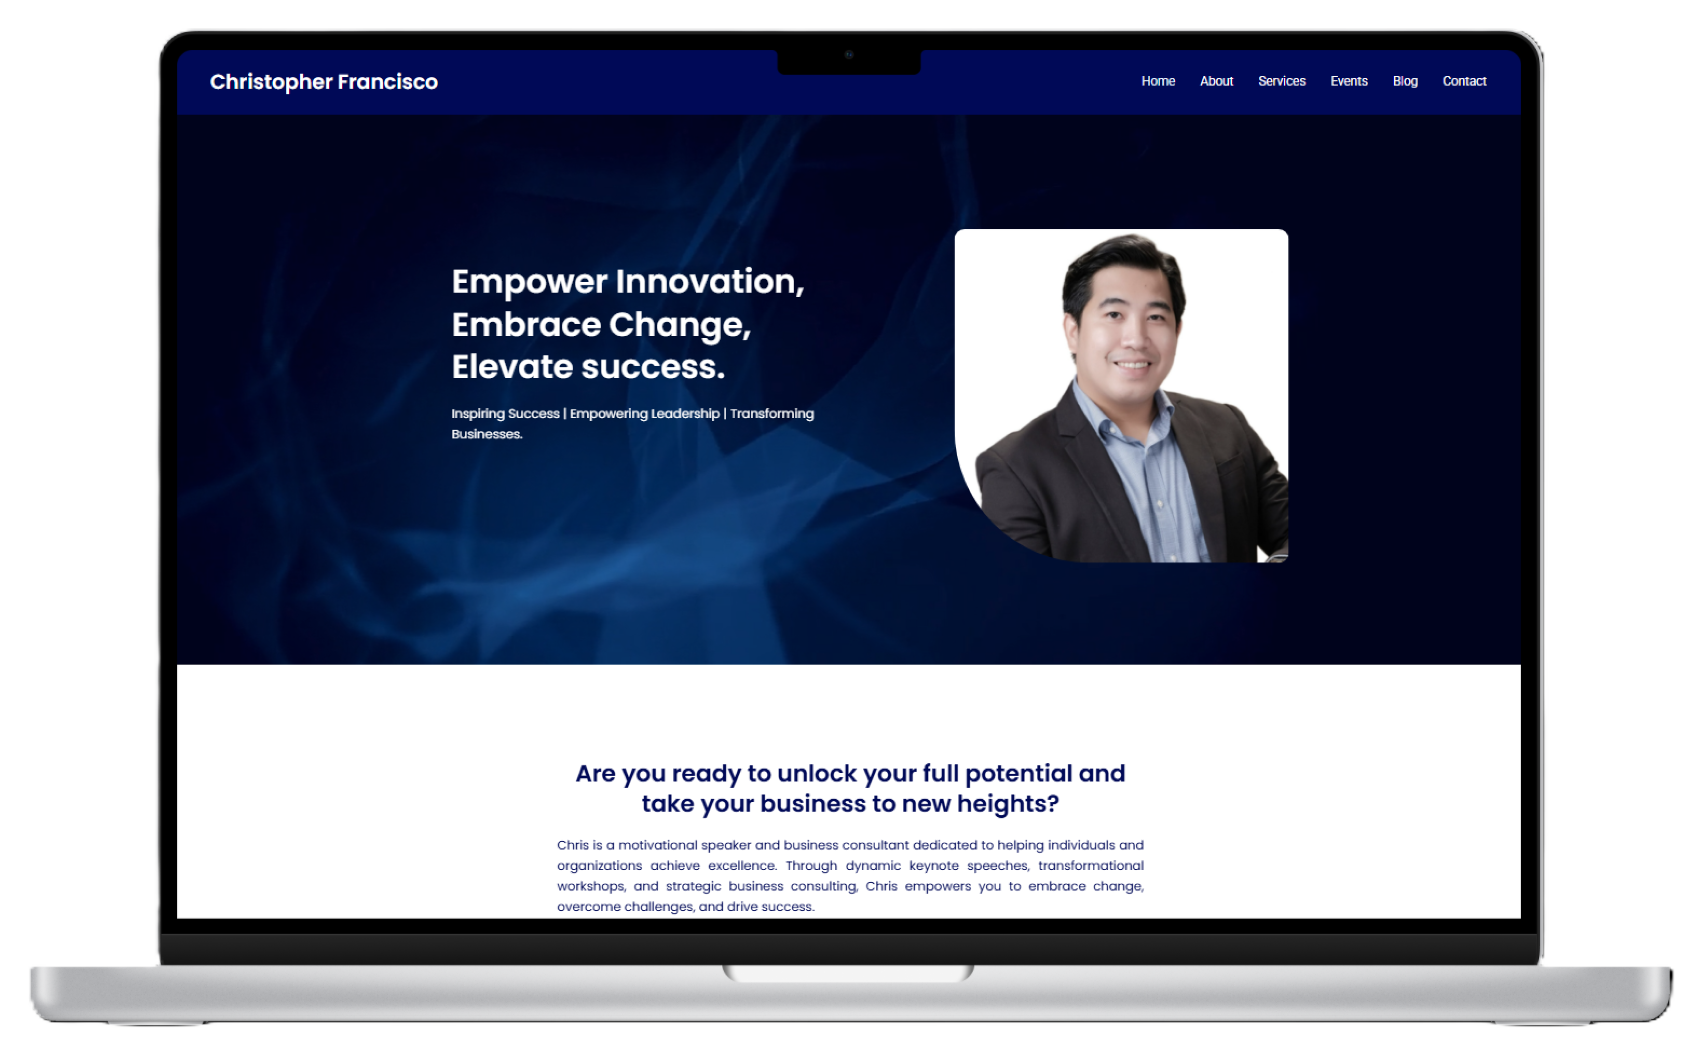 Christopher Francisco
Home About Services Events Blog Contact
Empower Innovation,
Embrace Change,
Elevate success.
Inspiring Success | Empowering Leadership | Transforming
Businesses.
Are you ready to unlock your full potential and
take your business to new heights?
Chris is a motivational speaker and business consultant dedicated to helping individuals and
organizations achieve excellence. Through dynamic keynote speeches, transformational
workshops, and strategic business consulting, Chris empowers you to embrace change,
overcome challenges, and drive success.